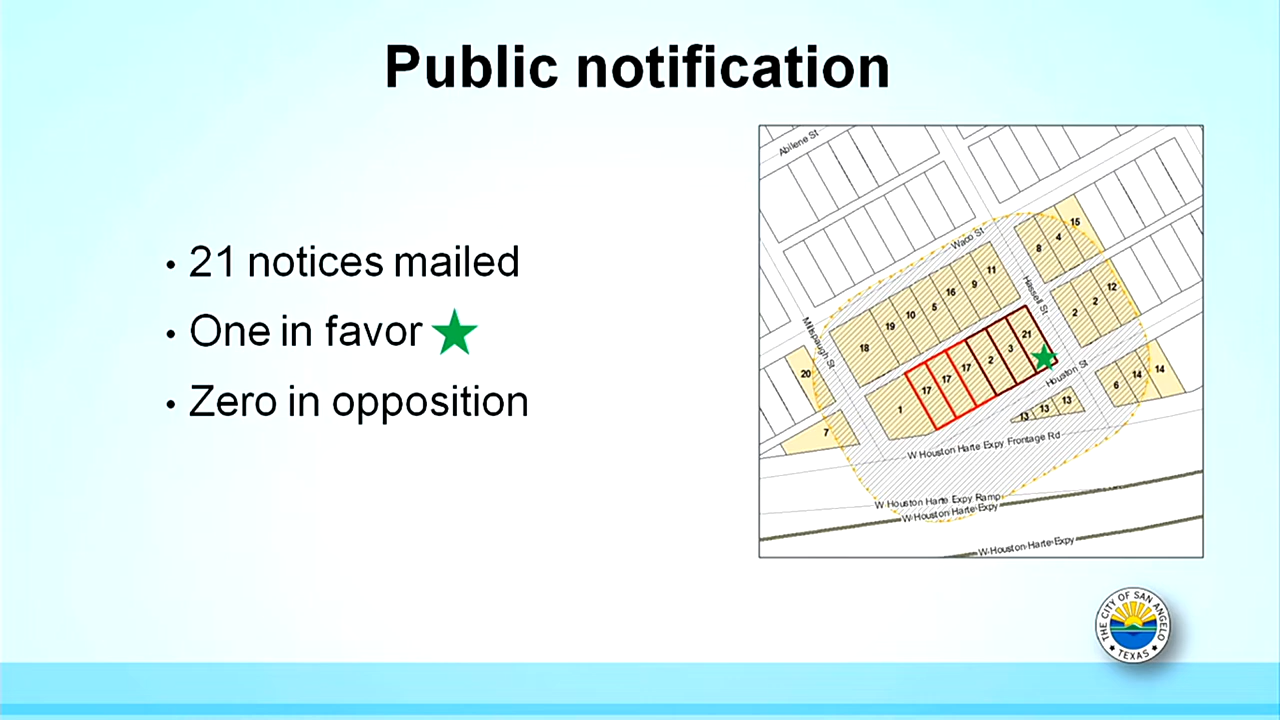 Public notification
• 21 notices mailed
• One in favor
• Zero in opposition
Abilene St
15
Waco St
8
4
11
9
16
5
10
19
18
Hassell St
12
2
2
Millspaugh St
21
3
2
17
17
17
1
20
7
Houston St
14
14
6
13
13
13
W Houston Harte Expy Frontage Rd
W Houston Harte Expy Ramp
W Houston Harte Expy
W Houston Harte Expy
THE CITY OF SAN ANGELO
TEXAS